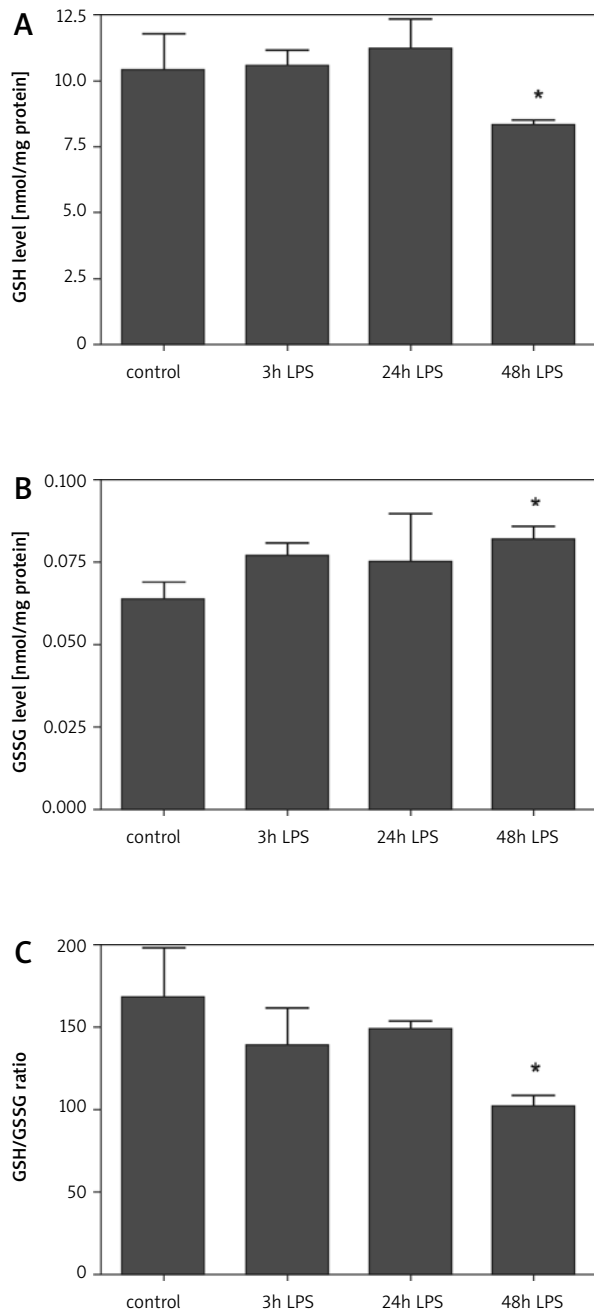 A
GSH level [nmol/mg protein]
12.5
10.0
7.5
5.0
2.5
0
*
control 3h LPS 24h LPS 48h LPS
B
GSSG level [nmol/mg protein]
0.100
0.075
0.050
0.025
0.000
*
control 3h LPS 24h LPS 48h LPS
C
GSH/GSSG ratio
200
150
100
50
0
*
control 3h LPS 24h LPS 48h LPS